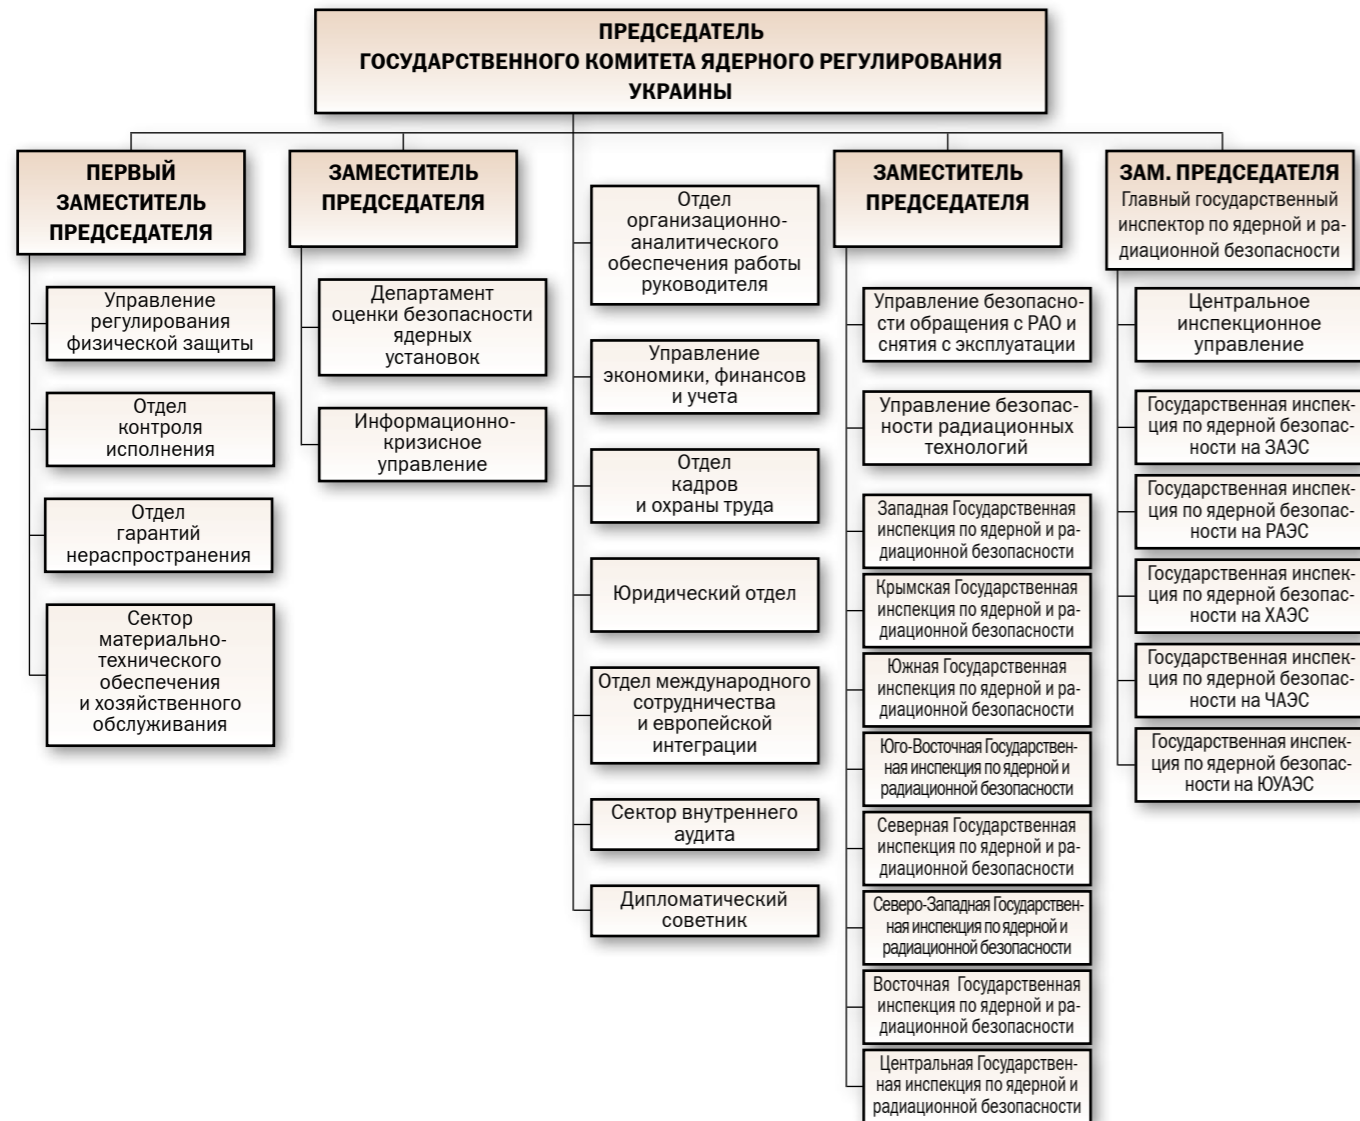 ПРЕДСЕДАТЕЛЬ
ГОСУДАРСТВЕННОГО КОМИТЕТА ЯДЕРНОГО РЕГУЛИРОВАНИЯ
УКРАИНЫ
ПЕРВЫЙ
ЗАМЕСТИТЕЛЬ
ПРЕДСЕДАТЕЛЯ
Управление
регулирования
физической защиты
Отдел
контроля
исполнения
Отдел
гарантий
нераспространения
Сектор
материально-
технического
обеспечения
и хозяйственного
обслуживания
ЗАМЕСТИТЕЛЬ
ПРЕДСЕДАТЕЛЯ
Департамент
оценки безопасности
ядерных
установок
Информационно-
кризисное
управление
Отдел
организационно-
аналитического
обеспечения работы
руководителя
Управление
экономики, финансов
и учета
Отдел
кадров
и охраны труда
Юридический отдел
Отдел международного
сотрудничества
и европейской
интеграции
Сектор внутреннего
аудита
Дипломатический
советник
ЗАМЕСТИТЕЛЬ
ПРЕДСЕДАТЕЛЯ
Управление безопасно-
сти обращения с РАО и
снятия с эксплуатации
Управление безопас-
ности радиационных
технологий
Западная Государственная
инспекция по ядерной и ра-
диационной безопасности
Крымская Государственная
инспекция по ядерной и ра-
диационной безопасности
Южная Государственная
инспекция по ядерной и ра-
диационной безопасности
Юго-Восточная Государствен-
ная инспекция по ядерной и
радиационной безопасности
Северная Государственная
инспекция по ядерной и ра-
диационной безопасности
Северо-Западная Государствен-
ная инспекция по ядерной и
радиационной безопасности
Восточная Государственная
инспекция по ядерной и ра-
диационной безопасности
Центральная Государствен-
ная инспекция по ядерной и
радиационной безопасности
ЗАМ. ПРЕДСЕДАТЕЛЯ
Главный государственный
инспектор по ядерной и ра-
диационной безопасности
Центральное
инспекционное
управление
Государственная инспек-
ция по ядерной безопас-
ности на ЗАЭС
Государственная инспек-
ция по ядерной безопас-
ности на РАЭС
Государственная инспек-
ция по ядерной безопас-
ности на ХАЭС
Государственная инспек-
ция по ядерной безопас-
ности на ЧАЭС
Государственная инспек-
ция по ядерной безопас-
ности на ЮУАЭС